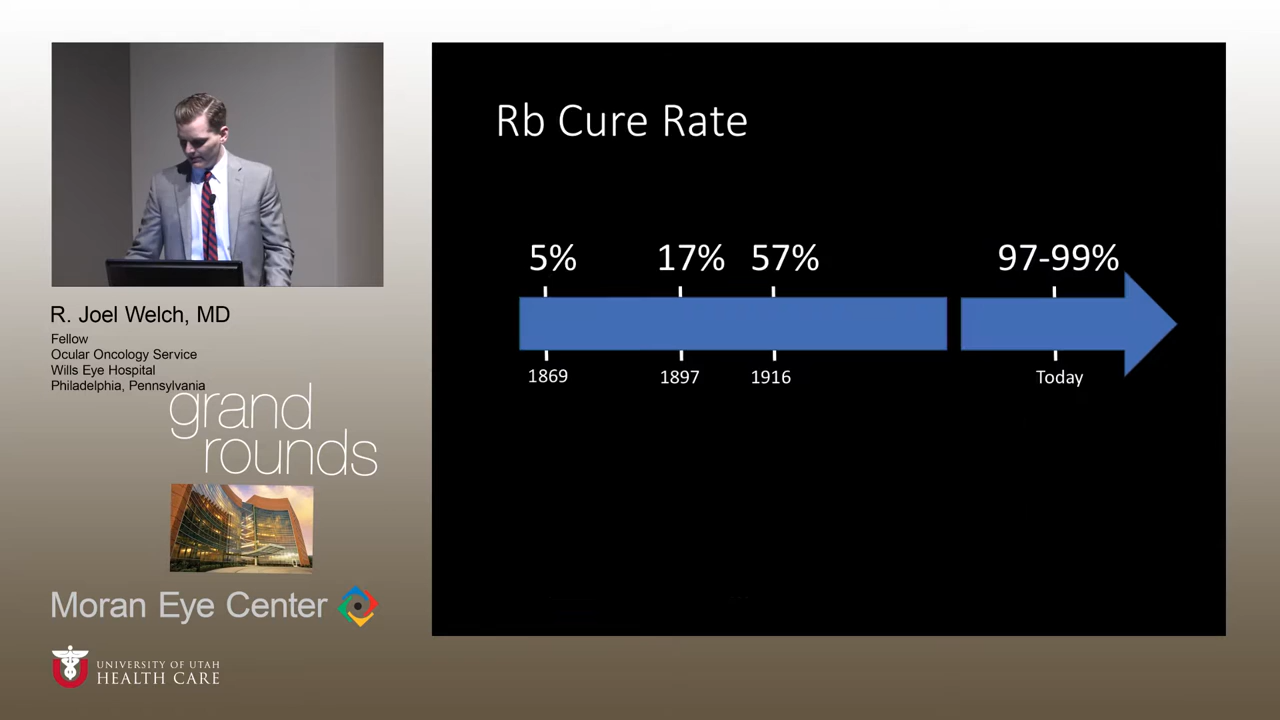 R. Joel Welch, MD
Fellow
Ocular Oncology Service
Wills Eye Hospital
Philadelphia, Pennsylvania
grand
rounds
Moran Eye Center
UNIVERSITY OF UTAH
HEALTH CARE
Rb Cure Rate
5% 17% 57% 97-99%
1869 1897 1916 Today